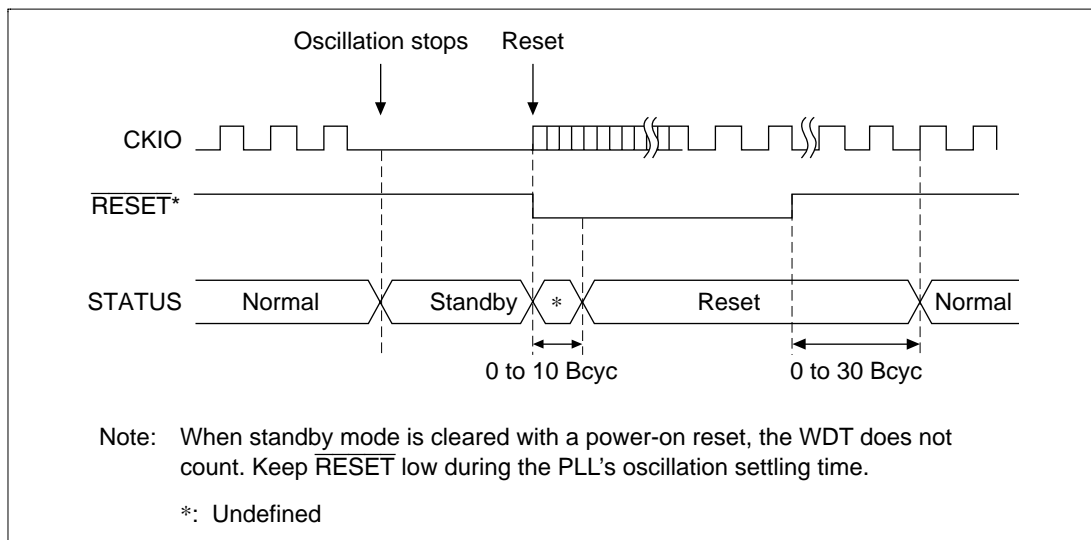 Oscillation stops Reset
CKIO
RESET*
STATUS Normal Standby * Reset Normal
0 to 10 Bcyc 0 to 30 Bcyc
Note: When standby mode is cleared with a power-on reset, the WDT does not
count. Keep RESET low during the PLL's oscillation settling time.
*: Undefined